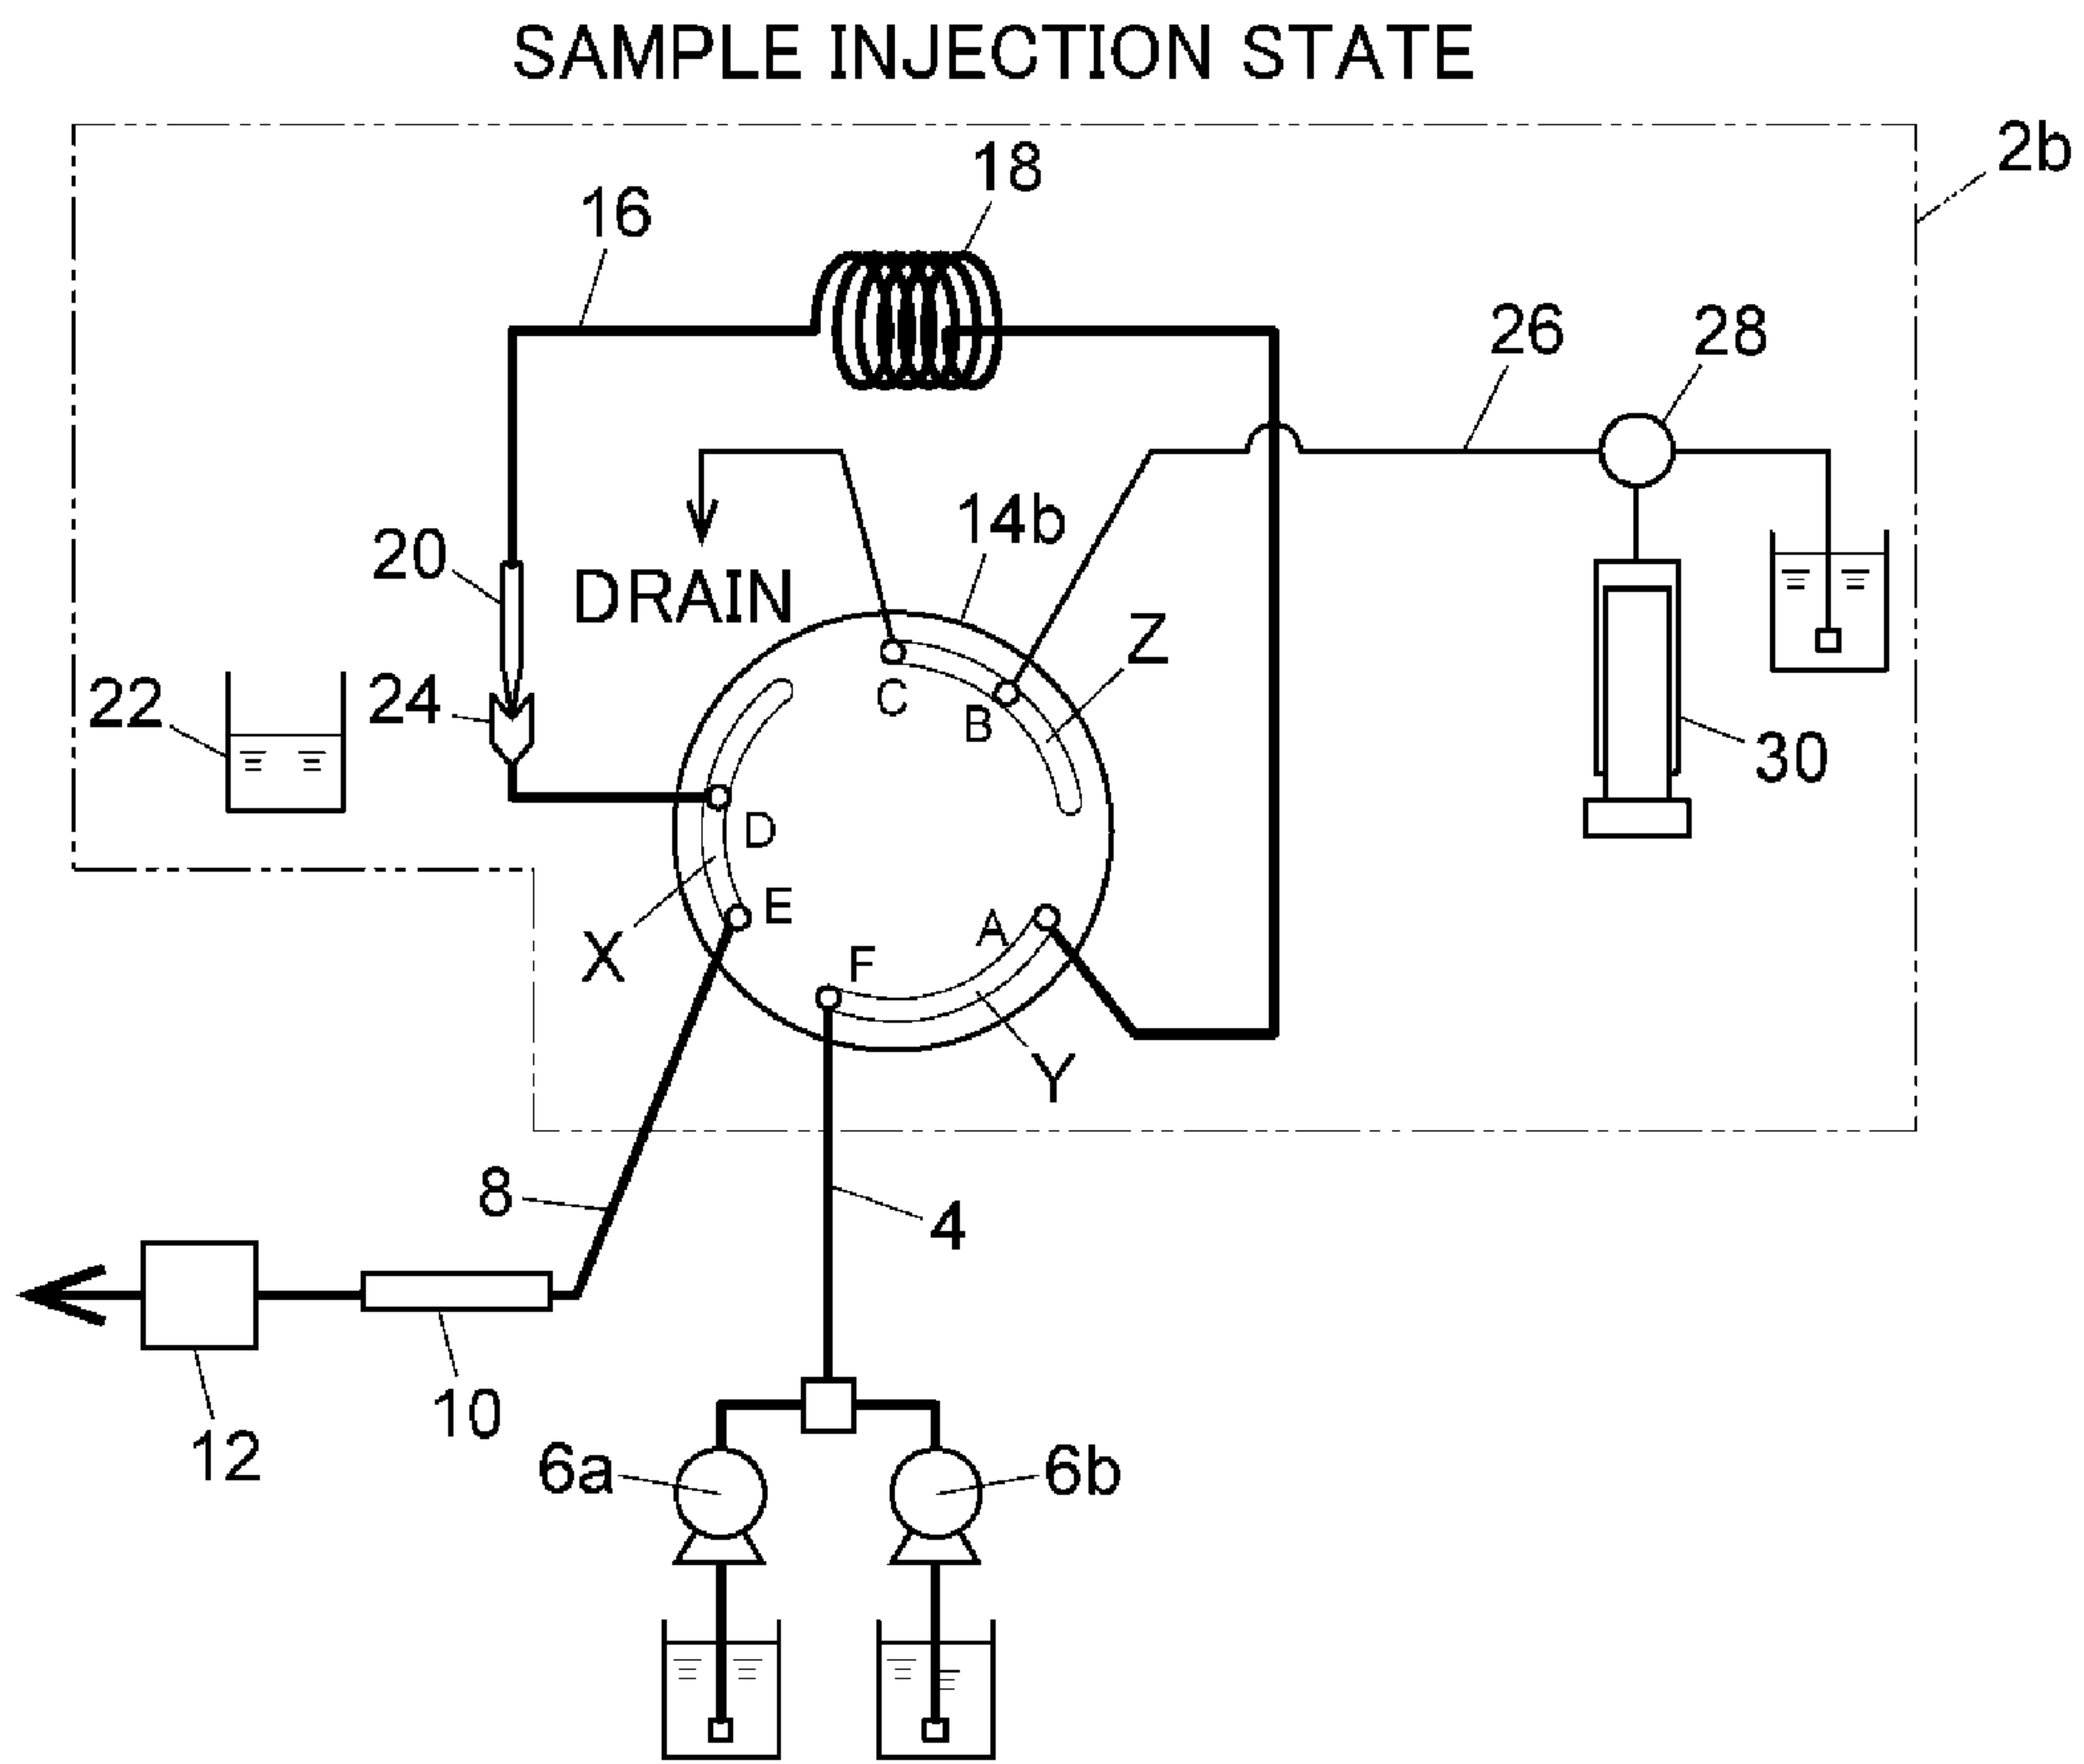 SAMPLE INJECTION STATE
2b
18
16
26
28
14b
20
DRAIN
Z
22
24
C
B
30
D
E
A
X
F
Y
8
4
10
12
6a
6b